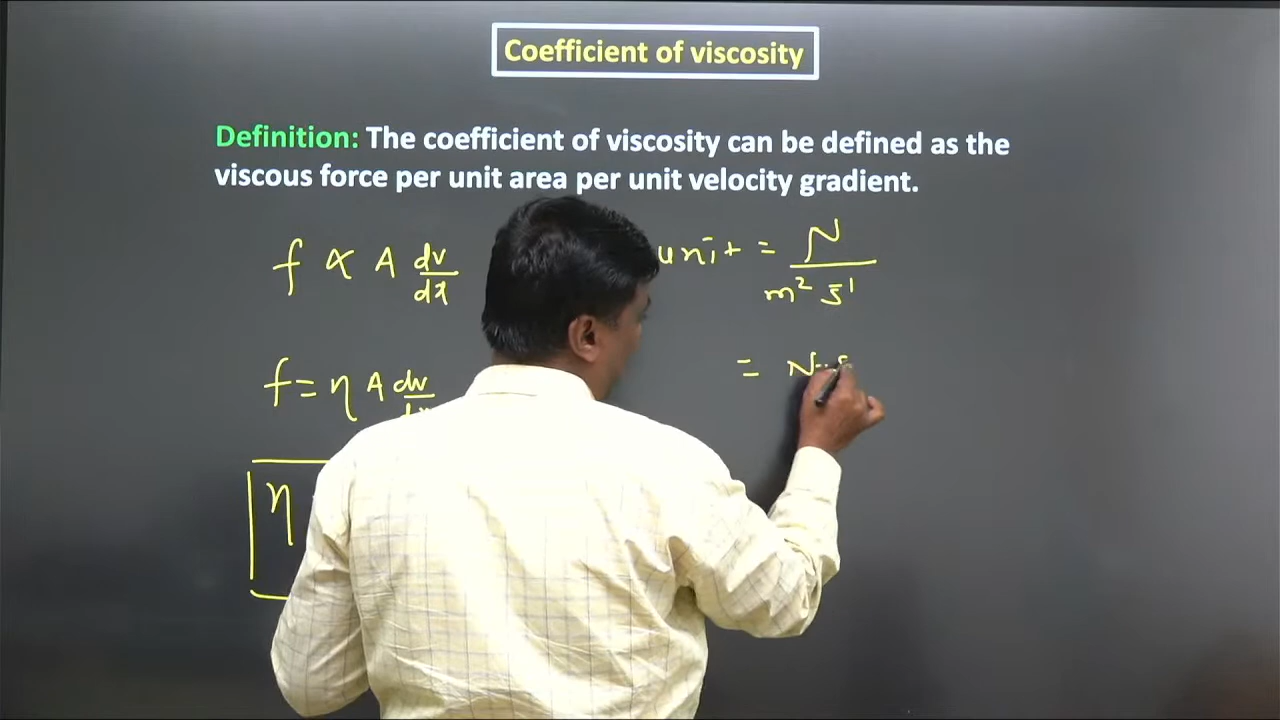 Coefficient of viscosity
Definition: The coefficient of viscosity can be defined as the
viscous force per unit area per unit velocity gradient.
f ∝ A dv/dx
unit = N/m² s⁻¹
f = η A dv/dx
= N-s
η